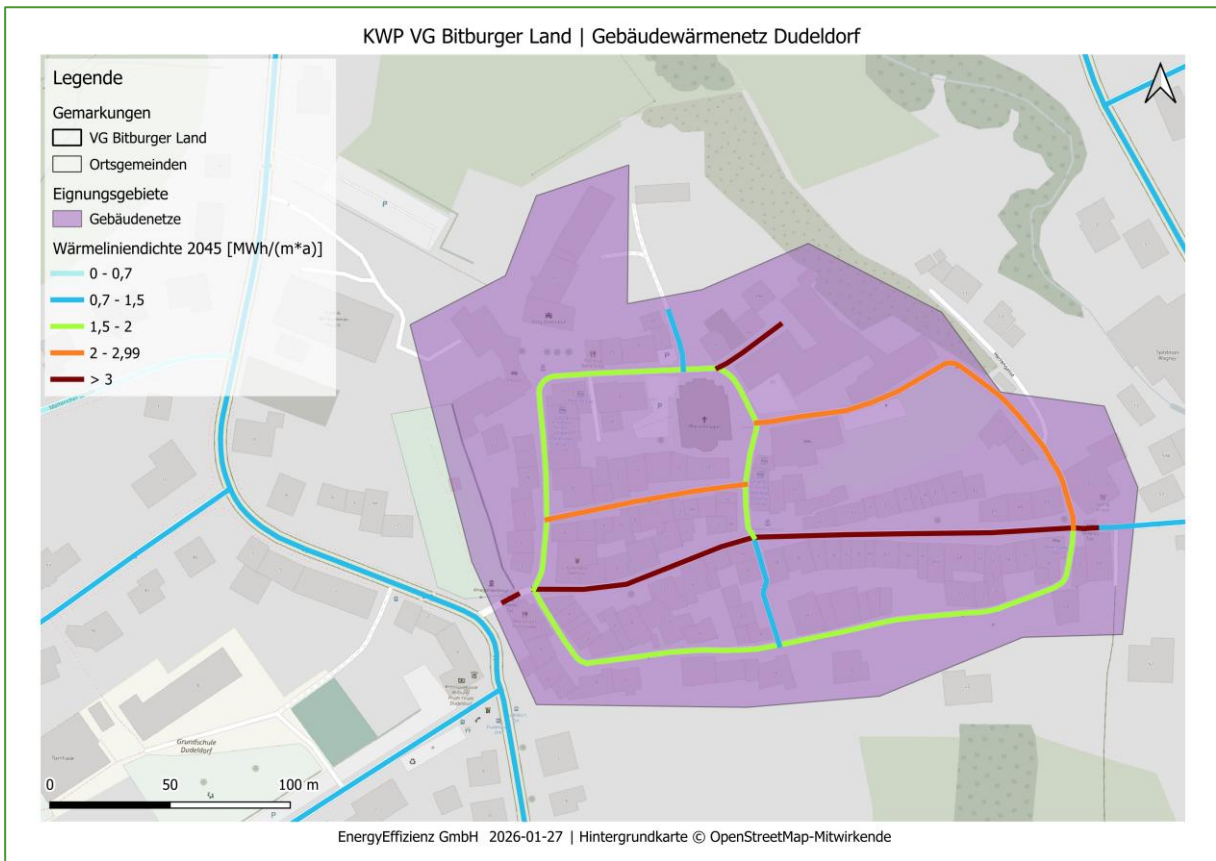 KWP VG Bitburger Land | Gebäudewärmenetz Dudeldorf
Legende
Gemarkungen
VG Bitburger Land
Ortsgemeinden
Eignungsgebiete
Gebäudenetze
Wärmeliniendichte 2045 [MWh/(m*a)]
0 - 0,7
0,7 - 1,5
1,5 - 2
2 - 2,99
> 3
P
P
P
Grundschule
Dudeldorf
Turnhalle
P
0 50 100 m
EnergyEffizienz GmbH 2026-01-27 | Hintergrundkarte © OpenStreetMap-Mitwirkende